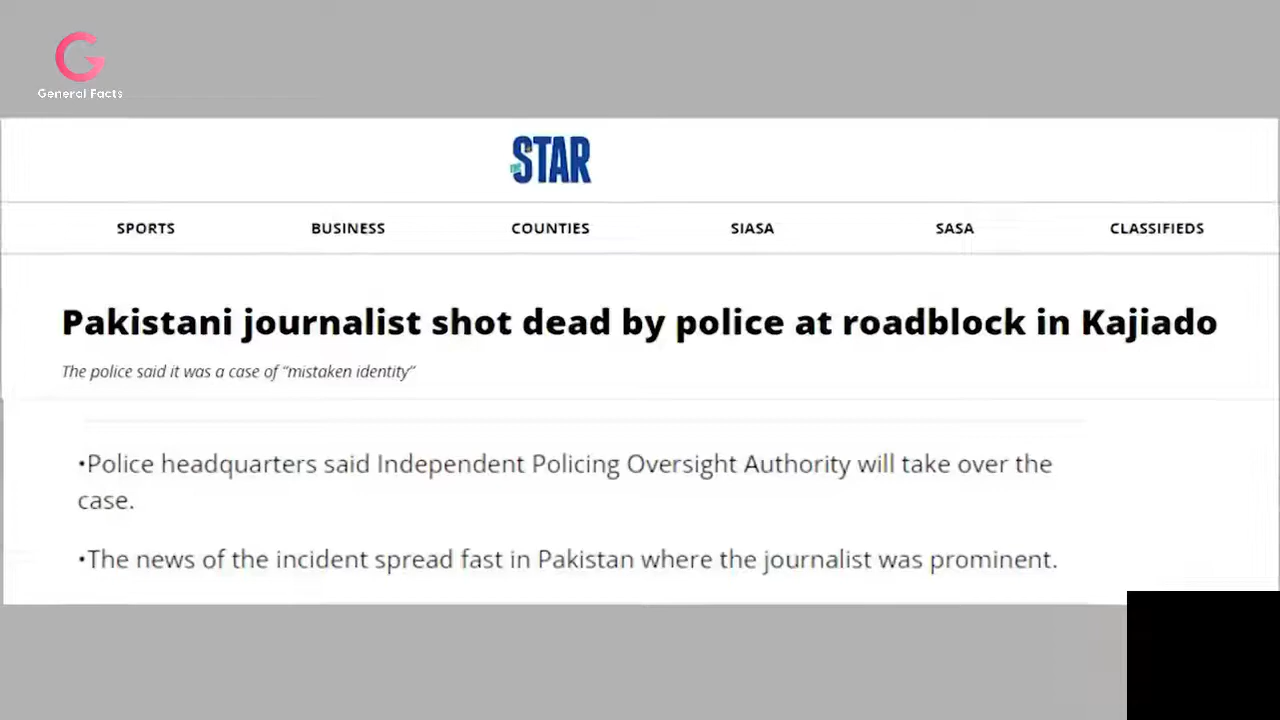 G
General Facts
THE STAR
SPORTS BUSINESS COUNTIES SIASA SASA CLASSIFIEDS
Pakistani journalist shot dead by police at roadblock in Kajiado
The police said it was a case of “mistaken identity”
•Police headquarters said Independent Policing Oversight Authority will take over the
case.
•The news of the incident spread fast in Pakistan where the journalist was prominent.